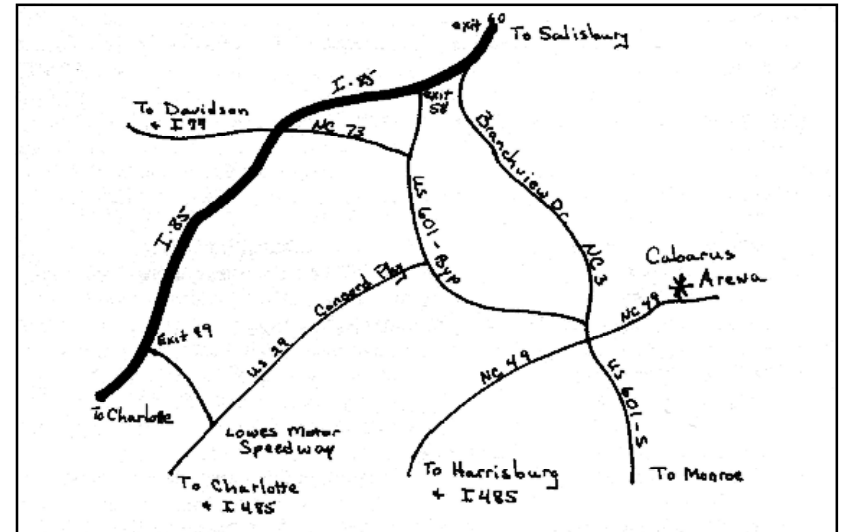 exit 60
To Salisbury
I-85
exit
58
To Davidson
& I 77
NC 73
Branchview Dr.
US 601-Byp
I-85
NC 3
Cabarus
Arena
Concord Pky
NC 49
Exit 49
US 29
NC 49
US 601-S
To Charlotte
Lowes Motor
Speedway
To Harrisburg
& I 485
To Monroe
To Charlotte
& I 485